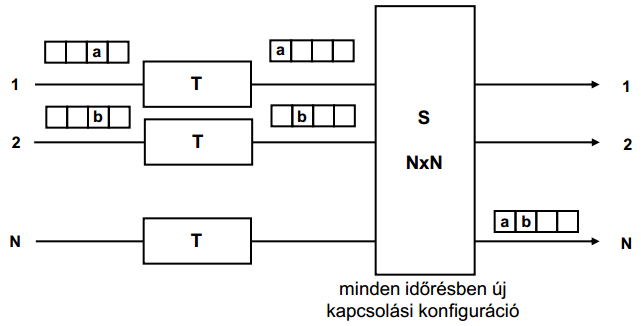 a a
1 T 1
b b S
2 T 2
NxN
a b
N T N
minden időrésben új
kapcsolási konfiguráció